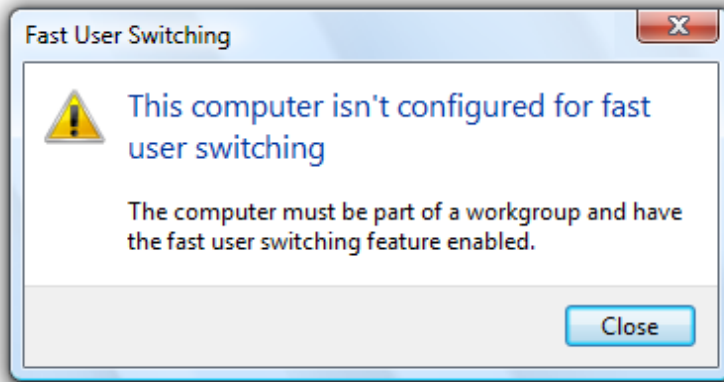 Fast User Switching
This computer isn't configured for fast
user switching
The computer must be part of a workgroup and have
the fast user switching feature enabled.
Close